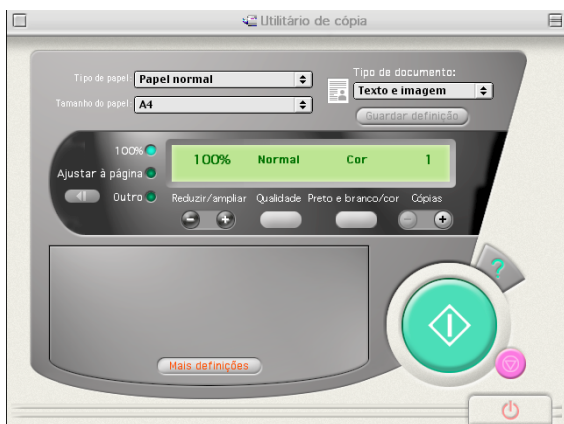 Utilitário de cópia
Tipo de papel: Papel normal
Tipo de documento:
Texto e imagem
Tamanho do papel: A4
Guardar definição
100%
100% Normal Cor 1
Ajustar à página
Outro
Reduzir/ampliar Qualidade Preto e branco/cor Cópias
- + - +
?
Mais definições